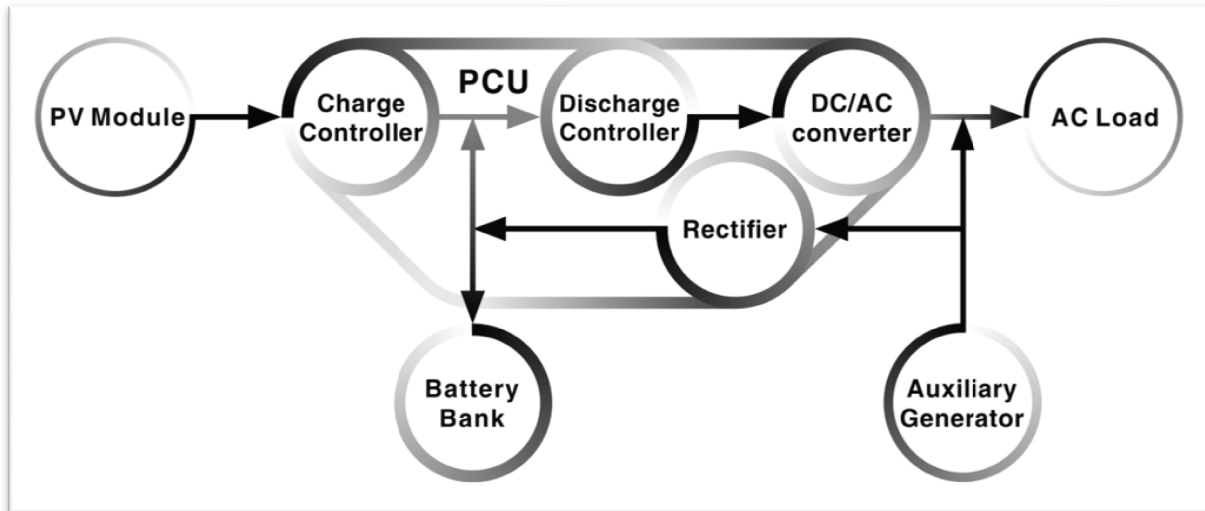 PV Module
Charge
Controller
PCU
Discharge
Controller
DC/AC
converter
AC Load
Rectifier
Battery
Bank
Auxiliary
Generator